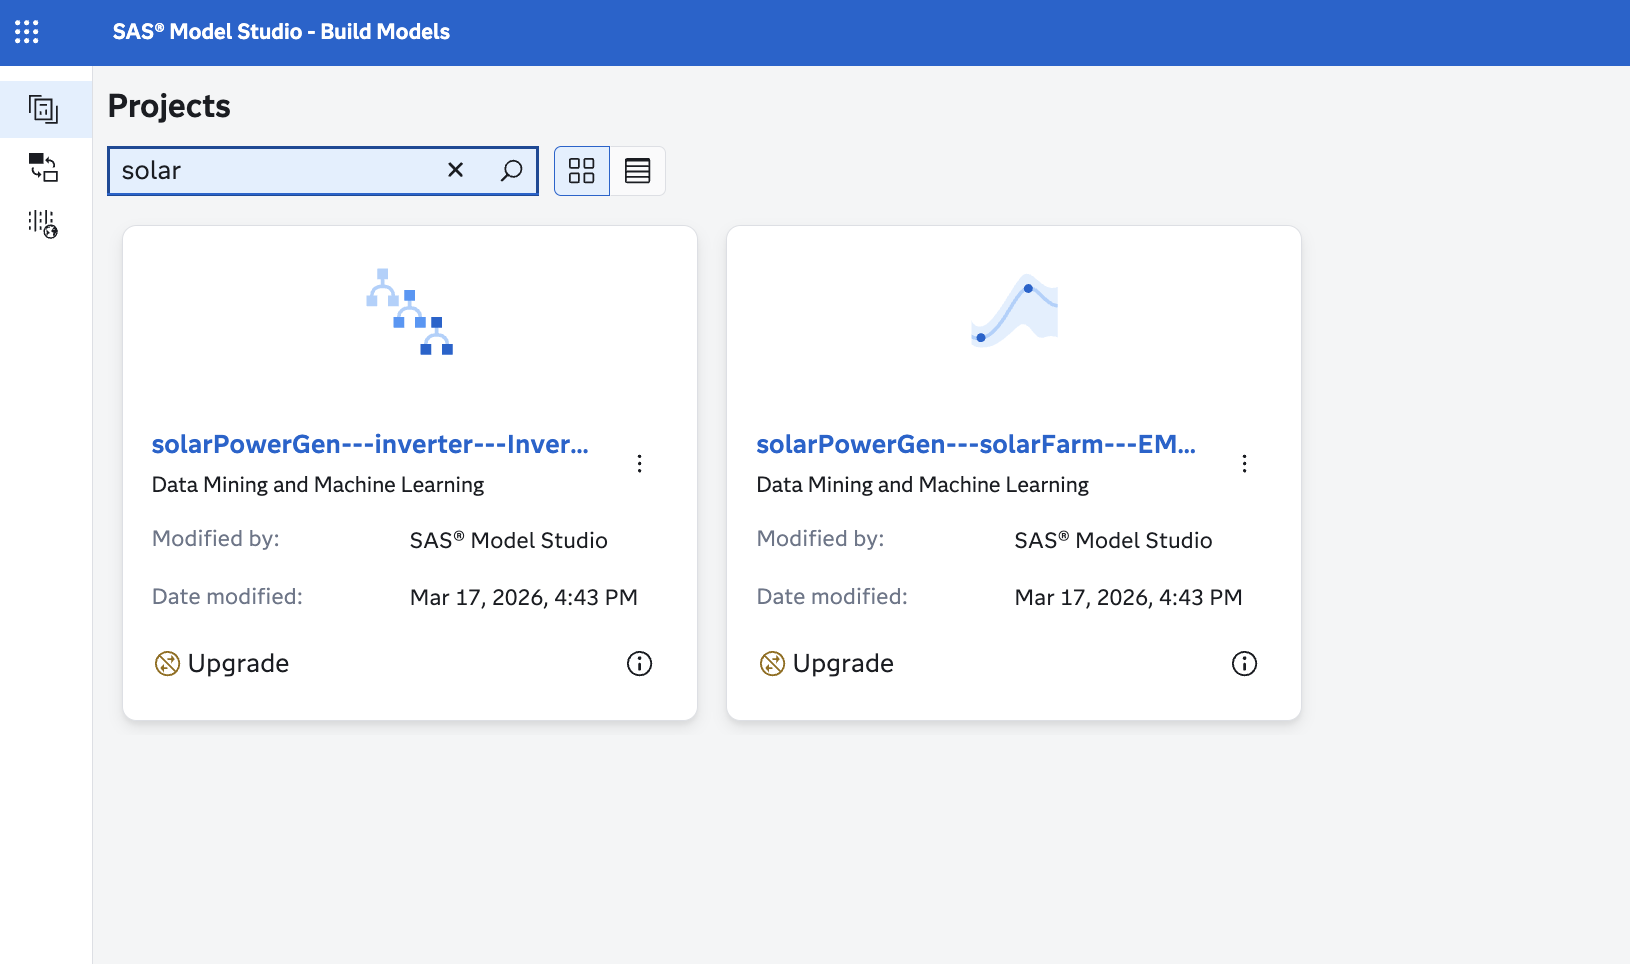 SAS® Model Studio - Build Models
Projects
solar
solarPowerGen---inverter---Inver...
Data Mining and Machine Learning
Modified by: SAS® Model Studio
Date modified: Mar 17, 2026, 4:43 PM
Upgrade
solarPowerGen---solarFarm---EM...
Data Mining and Machine Learning
Modified by: SAS® Model Studio
Date modified: Mar 17, 2026, 4:43 PM
Upgrade